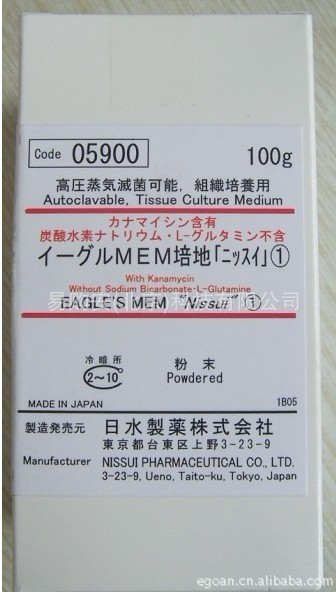 Code 05900
100g
高圧蒸気滅菌可能, 組織培養用
Autoclavable, Tissue Culture Medium
カナマイシン含有
炭酸水素ナトリウム・L-グルタミン不含
イーグルMEM培地「ニッスイ」①
With Kanamycin
Without Sodium Bicarbonate・L-Glutamine
EAGLE'S MEM "Nissui" ①
冷暗所
2~10°
粉末
Powdered
MADE IN JAPAN
1B05
製造発売元 日水製薬株式会社
東京都台東区上野3-23-9
Manufacturer NISSUI PHARMACEUTICAL CO., LTD.
3-23-9, Ueno, Taito-ku, Tokyo, Japan
egoan.cn.alibaba.com